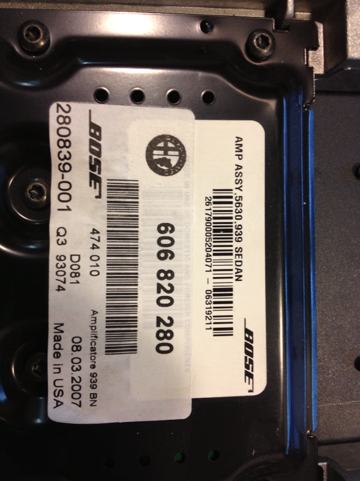 AMP ASSY,5630,939 SEDAN
261790005204071 - 06319211
BOSE
606 820 280
BOSE
474 010
Amplificatore 939 BN
280839-001
D081
08.03.2007
Q3 93074
Made in USA